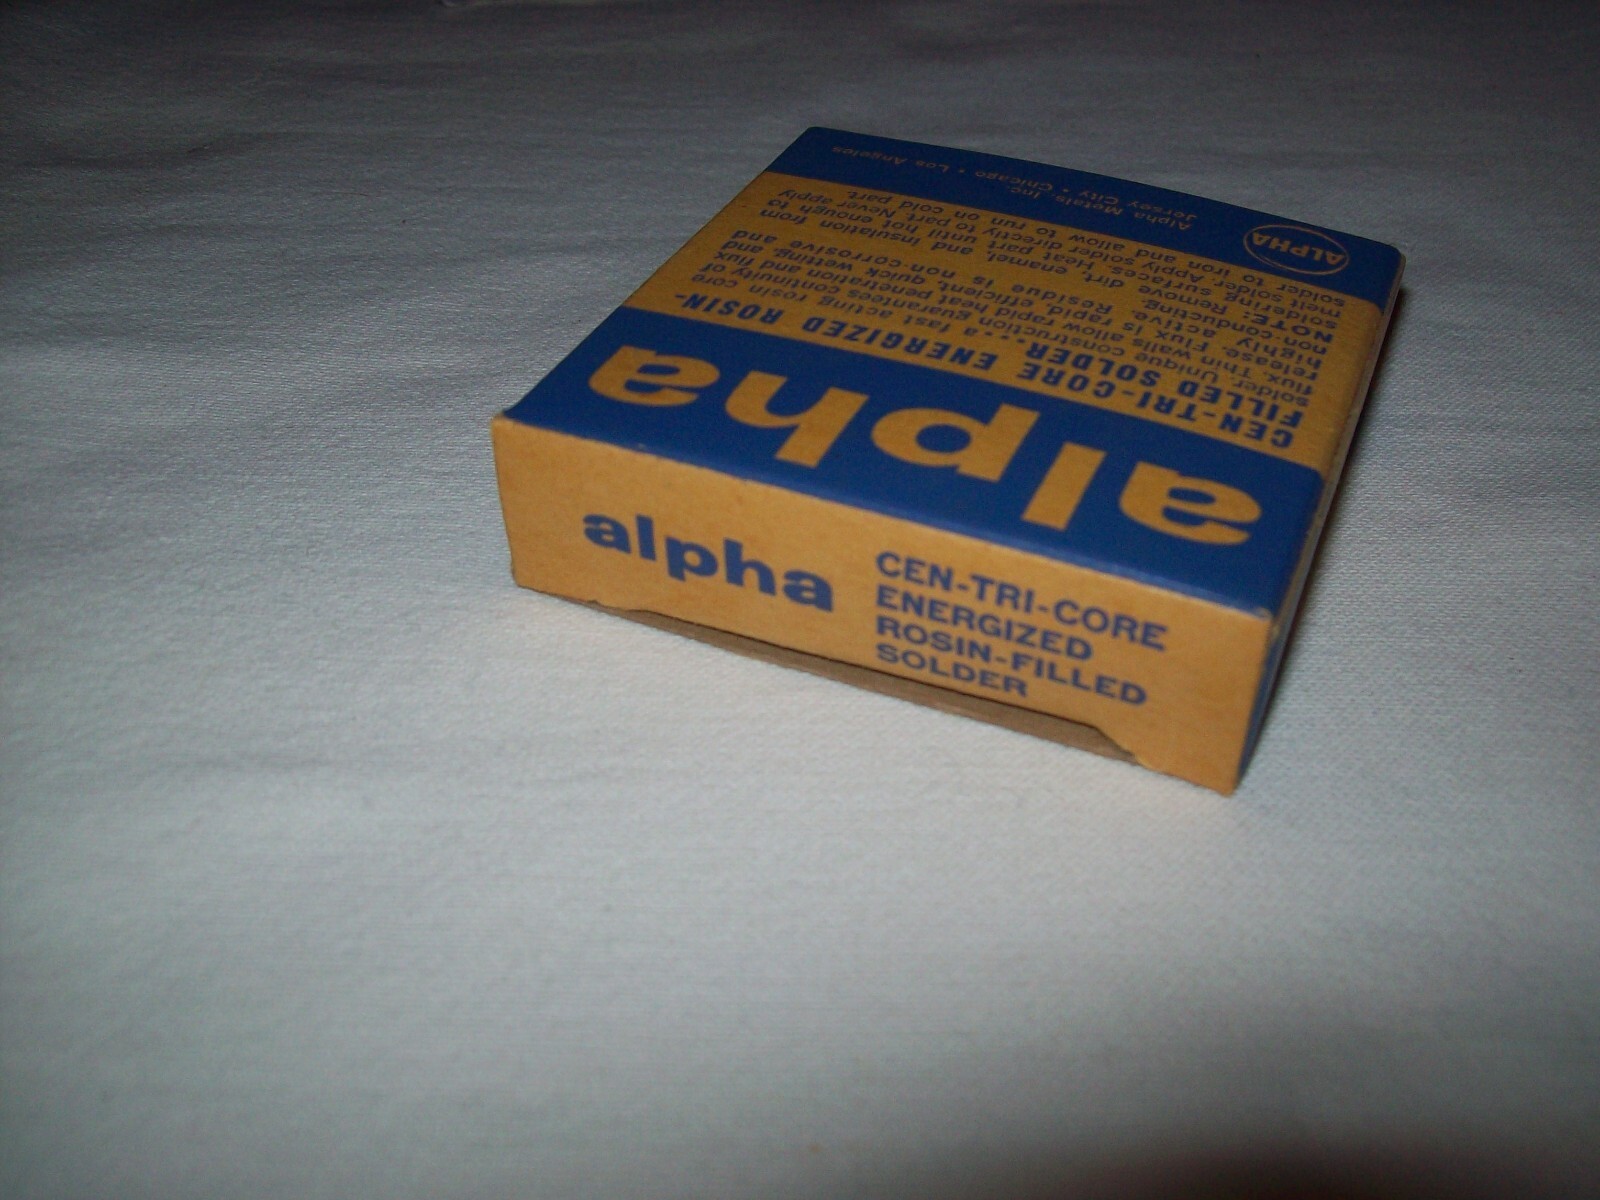 alpha
CEN-TRI-CORE ENERGIZED ROSIN-
FILLED SOLDER...a fast acting rosin core
solder. Unique construction guarantees continuity of
flux. Thin walls allow rapid heat penetration and flux
release. Flux is rapid, efficient, quick wetting, and
highly active. Residue is non-corrosive and
non-conductive.
NOTE: Remove dirt, enamel, and insulation from
soldering surfaces. Heat part until hot enough to
melt solder. Apply solder directly to part. Never apply
solder to iron and allow to run on cold part.
ALPHA
Alpha Metals, Inc.
Jersey City • Chicago • Los Angeles
alpha
CEN-TRI-CORE
ENERGIZED
ROSIN-FILLED
SOLDER